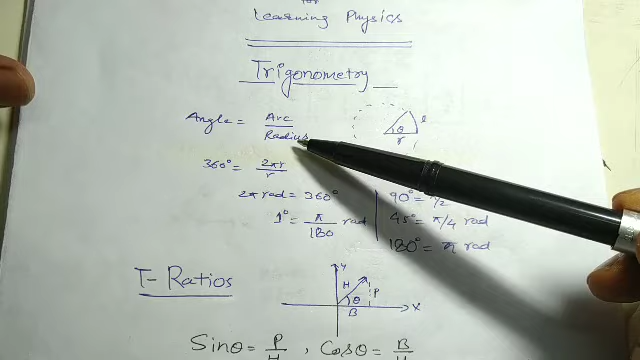 for
Learning Physics
Trigonometry
Angle = Arc / Radius
θ l r
360° = 2πr / r
2π rad = 360°
1° = π / 180 rad
90° = /2
45° = π/4 rad
180° = π rad
T-Ratios
y H P θ B x
Sinθ = P / H , Cosθ = B / H